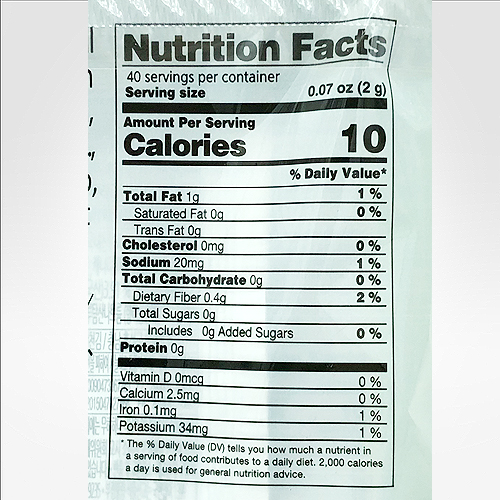 Nutrition Facts
40 servings per container
Serving size 0.07 oz (2 g)
Amount Per Serving
Calories 10
% Daily Value*
Total Fat 1g 1 %
Saturated Fat 0g 0 %
Trans Fat 0g
Cholesterol 0mg 0 %
Sodium 20mg 1 %
Total Carbohydrate 0g 0 %
Dietary Fiber 0.4g 2 %
Total Sugars 0g
Includes 0g Added Sugars 0 %
Protein 0g
Vitamin D 0mcg 0 %
Calcium 2.5mg 0 %
Iron 0.1mg 1 %
Potassium 34mg 1 %
* The % Daily Value (DV) tells you how much a nutrient in
a serving of food contributes to a daily diet. 2,000 calories
a day is used for general nutrition advice.